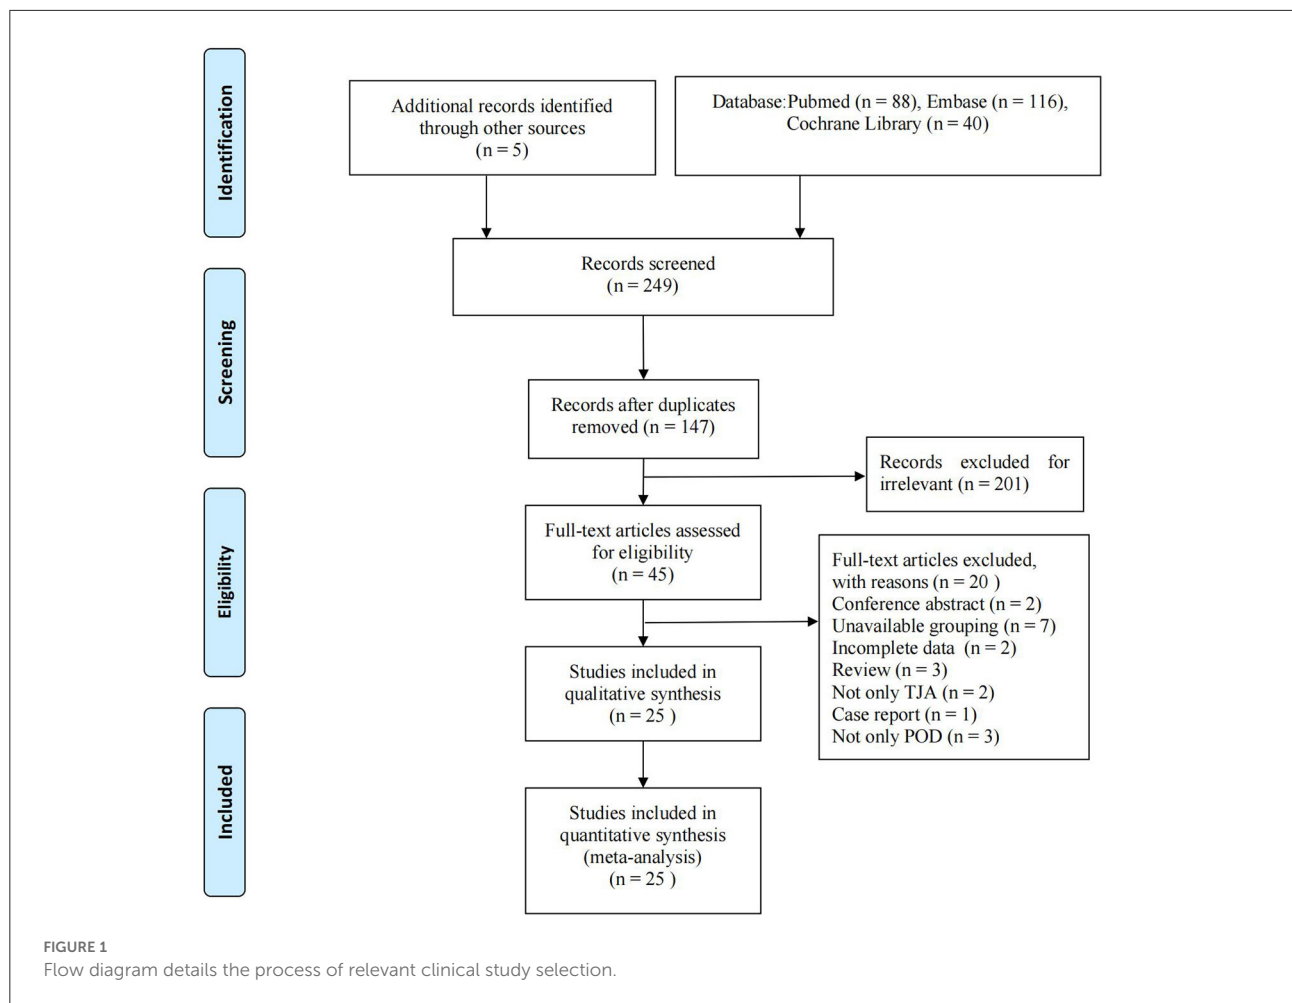 Identification
Additional records identified
through other sources
(n = 5)
Database:Pubmed (n = 88), Embase (n = 116),
Cochrane Library (n = 40)
Screening
Records screened
(n = 249)
Records after duplicates
removed (n = 147)
Records excluded for
irrelevant (n = 201)
Eligibility
Full-text articles assessed
for eligibility
(n = 45)
Full-text articles excluded,
with reasons (n = 20 )
Conference abstract (n = 2)
Unavailable grouping (n = 7)
Incomplete data (n = 2)
Review (n = 3)
Not only TJA (n = 2)
Case report (n = 1)
Not only POD (n = 3)
Studies included in
qualitative synthesis
(n = 25 )
Included
Studies included in
quantitative synthesis
(meta-analysis)
(n = 25 )
FIGURE 1
Flow diagram details the process of relevant clinical study selection.